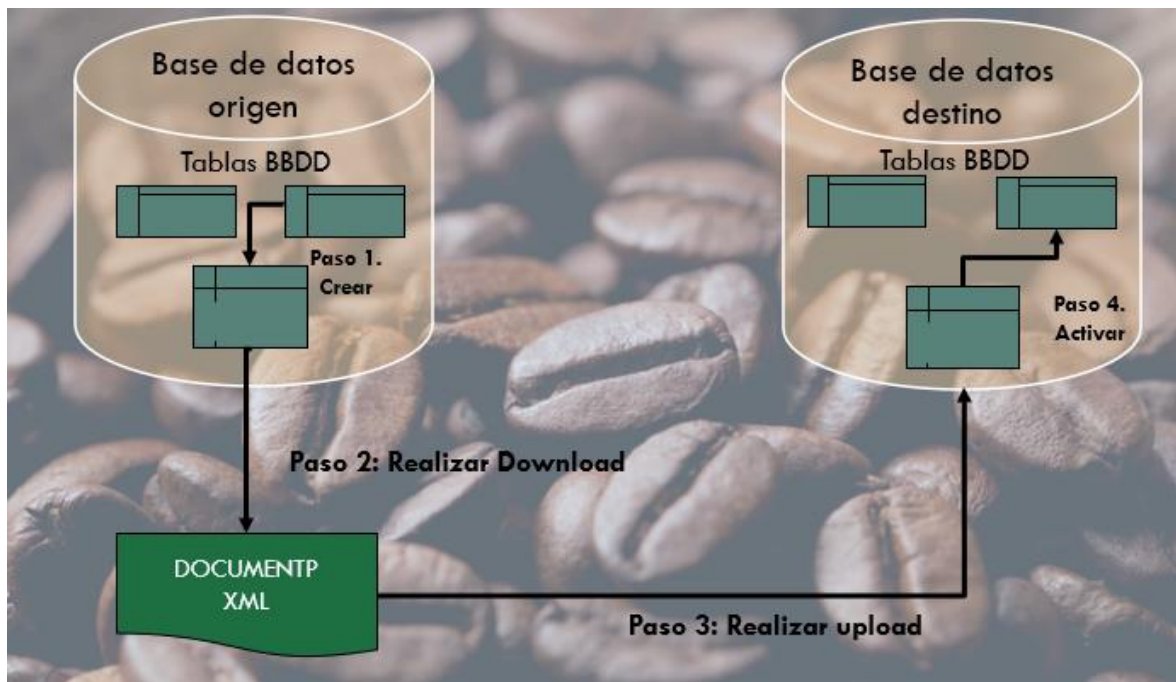 Base de datos
origen
Tablas BBDD
Paso 1.
Crear
Paso 2: Realizar Download
DOCUMENTP
XML
Paso 3: Realizar upload
Base de datos
destino
Tablas BBDD
Paso 4.
Activar